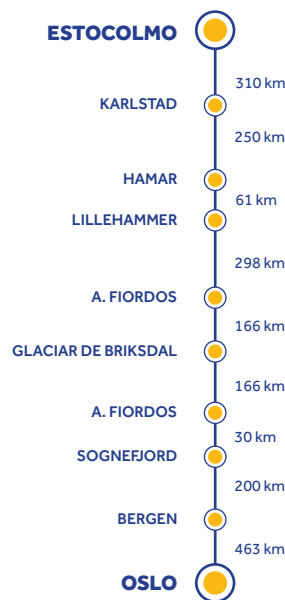 ESTOCOLMO
310 km
KARLSTAD
250 km
HAMAR
61 km
LILLEHAMMER
298 km
A. FIORDOS
166 km
GLACIAR DE BRIKSDAL
166 km
A. FIORDOS
30 km
SOGNEFJORD
200 km
BERGEN
463 km
OSLO